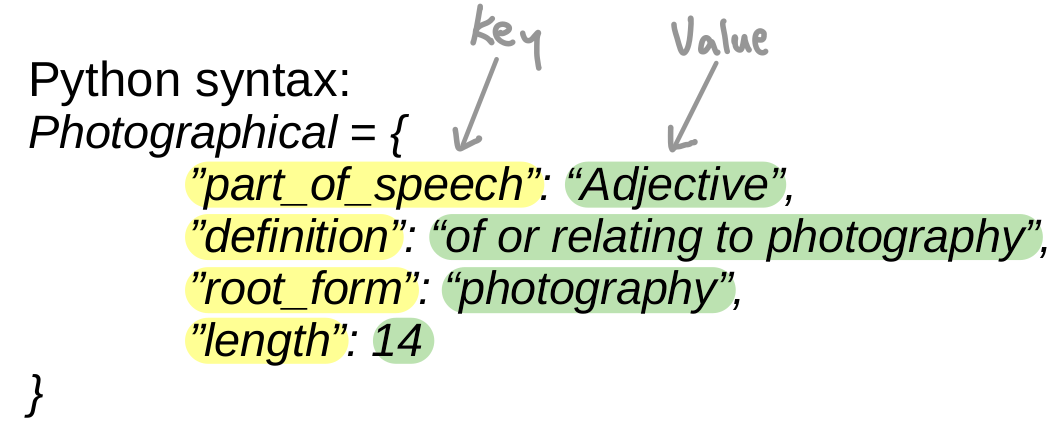 key
Value
Python syntax:
Photographical = {
”part_of_speech”: “Adjective”,
”definition”: “of or relating to photography”,
”root_form”: “photography”,
”length”: 14
}